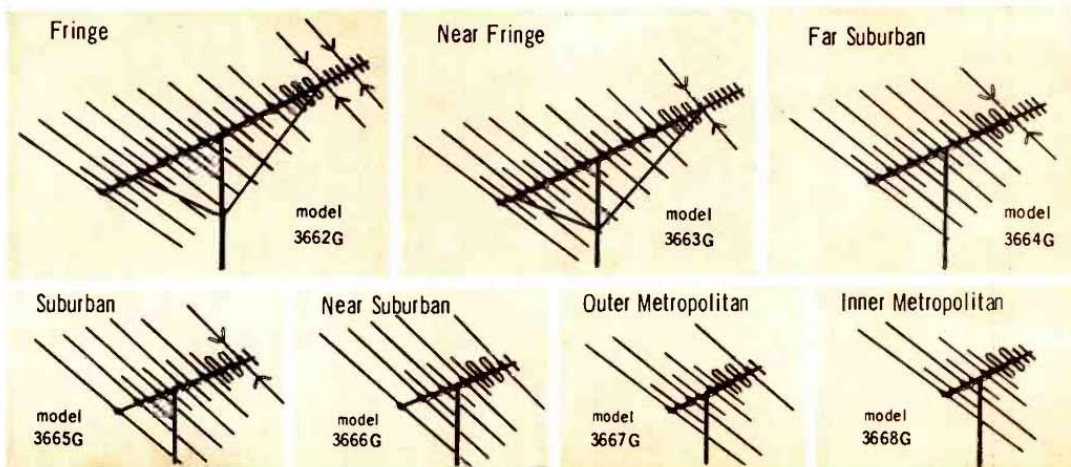 Fringe
model
3662G
Near Fringe
model
3663G
Far Suburban
model
3664G
Suburban
model
3665G
Near Suburban
model
3666G
Outer Metropolitan
model
3667G
Inner Metropolitan
model
3668G